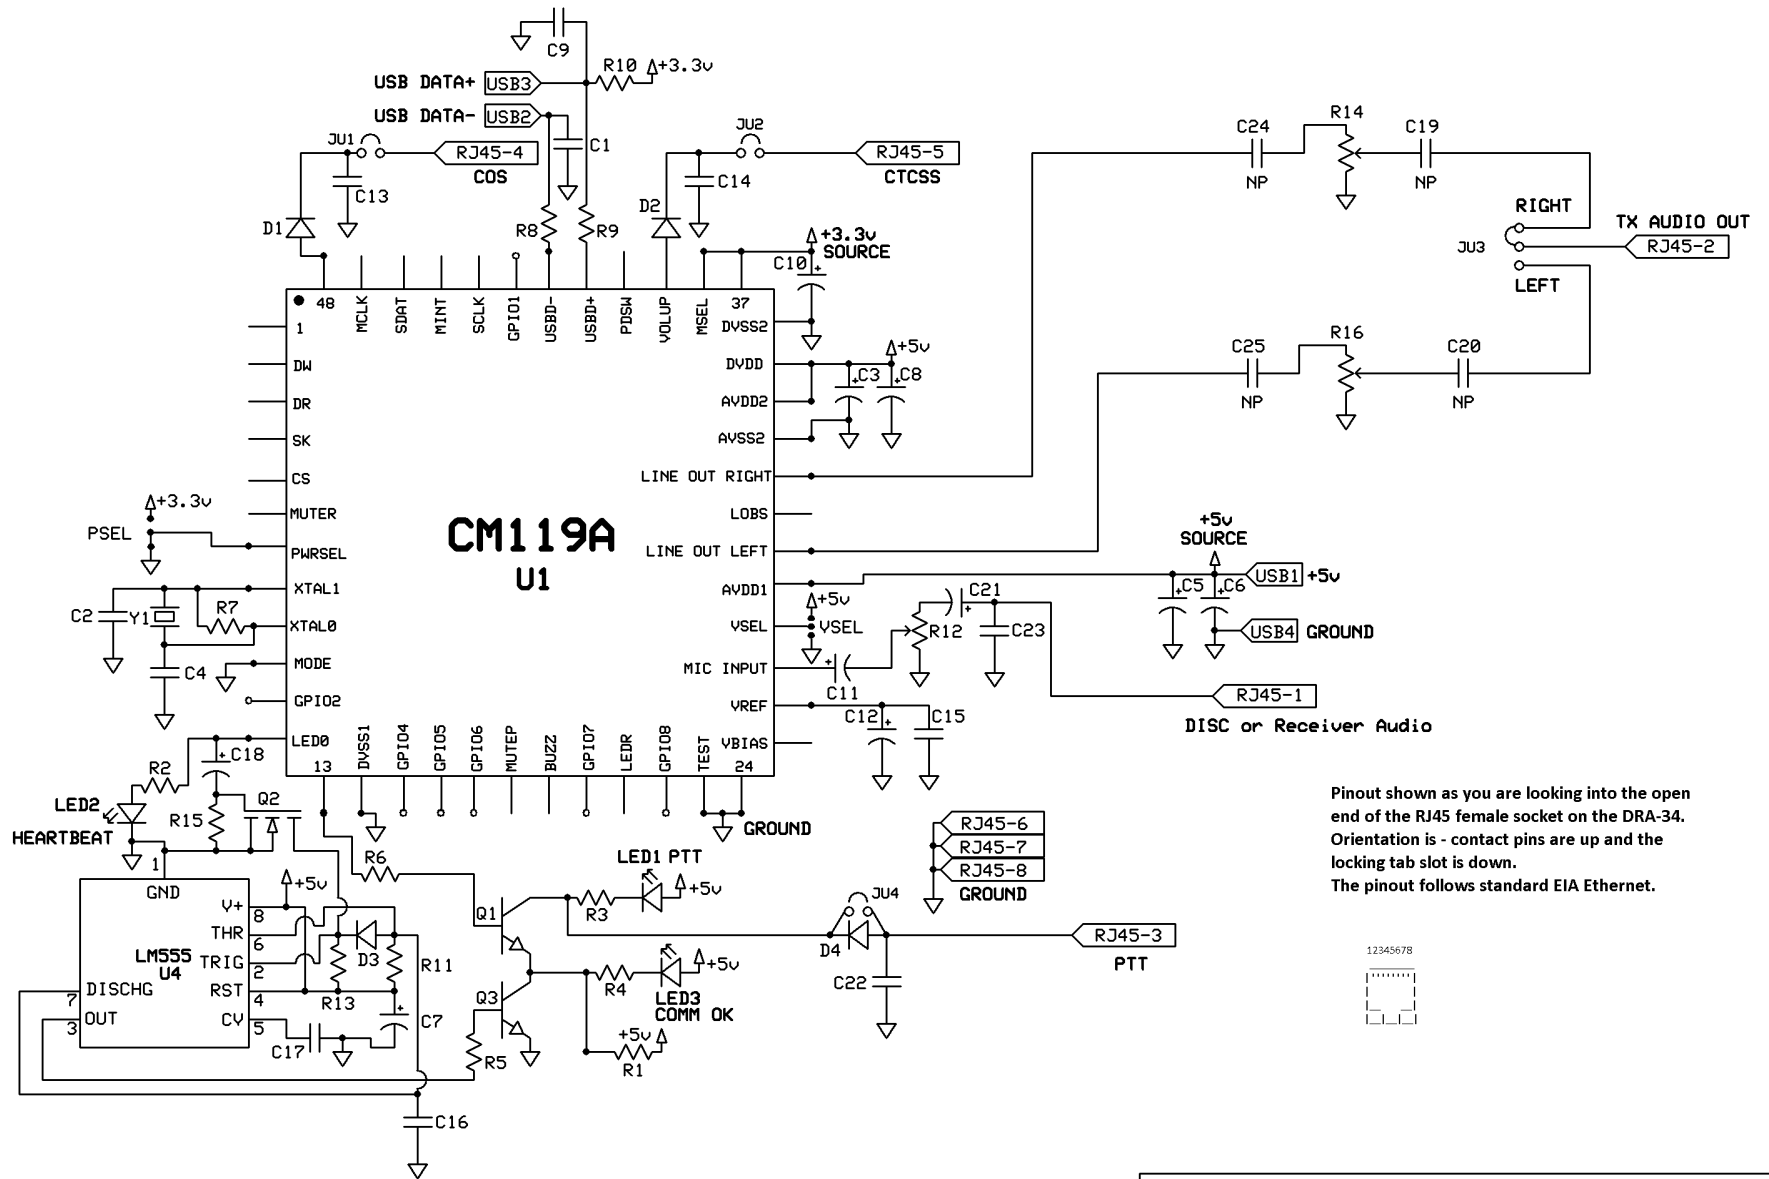 C9
R10
+3.3v
USB DATA+ USB3
USB DATA- USB2
C1
JU1
RJ45-4
COS
C13
D1
R8
R9
JU2
RJ45-5
CTCSS
C14
D2
+3.3v
SOURCE
C10
C24
NP
R14
C19
NP
RIGHT
JU3
LEFT
TX AUDIO OUT
RJ45-2
C25
NP
R16
C20
NP
48
MCLK
SDAT
MINT
SCLK
GPIO1
USBD-
USBD+
PDSW
VOLUP
MSEL
37
1
DW
DR
SK
CS
MUTER
PWRSEL
XTAL1
XTAL0
MODE
GPIO2
LED0
CM119A
U1
DVSS2
DVDD
AVDD2
AVSS2
LINE OUT RIGHT
LOBS
LINE OUT LEFT
AVDD1
VSEL
MIC INPUT
VREF
VBIAS
13
DVSS1
GPIO4
GPIO5
GPIO6
MUTEP
BUZZ
GPIO7
LEDR
GPIO8
TEST
24
+5v
C3
C8
+3.3v
PSEL
C2
Y1
R7
C4
+5v
VSEL
C11
R12
C21
C23
C12
C15
+5v
SOURCE
C5
C6
USB1 +5v
USB4 GROUND
RJ45-1
DISC or Receiver Audio
C18
R2
LED2
HEARTBEAT
R15
Q2
GROUND
RJ45-6
RJ45-7
RJ45-8
GROUND
1
GND
V+
8
THR
6
TRIG
2
RST
4
CV
5
LM555
U4
DISCHG
7
OUT
3
+5v
R6
D3
R11
R13
C7
C17
C16
Q1
Q3
R5
LED1 PTT
R3
+5v
R4
+5v
LED3
COMM OK
+5v
R1
JU4
D4
C22
RJ45-3
PTT
Pinout shown as you are looking into the open
end of the RJ45 female socket on the DRA-34.
Orientation is - contact pins are up and the
locking tab slot is down.
The pinout follows standard EIA Ethernet.
12345678